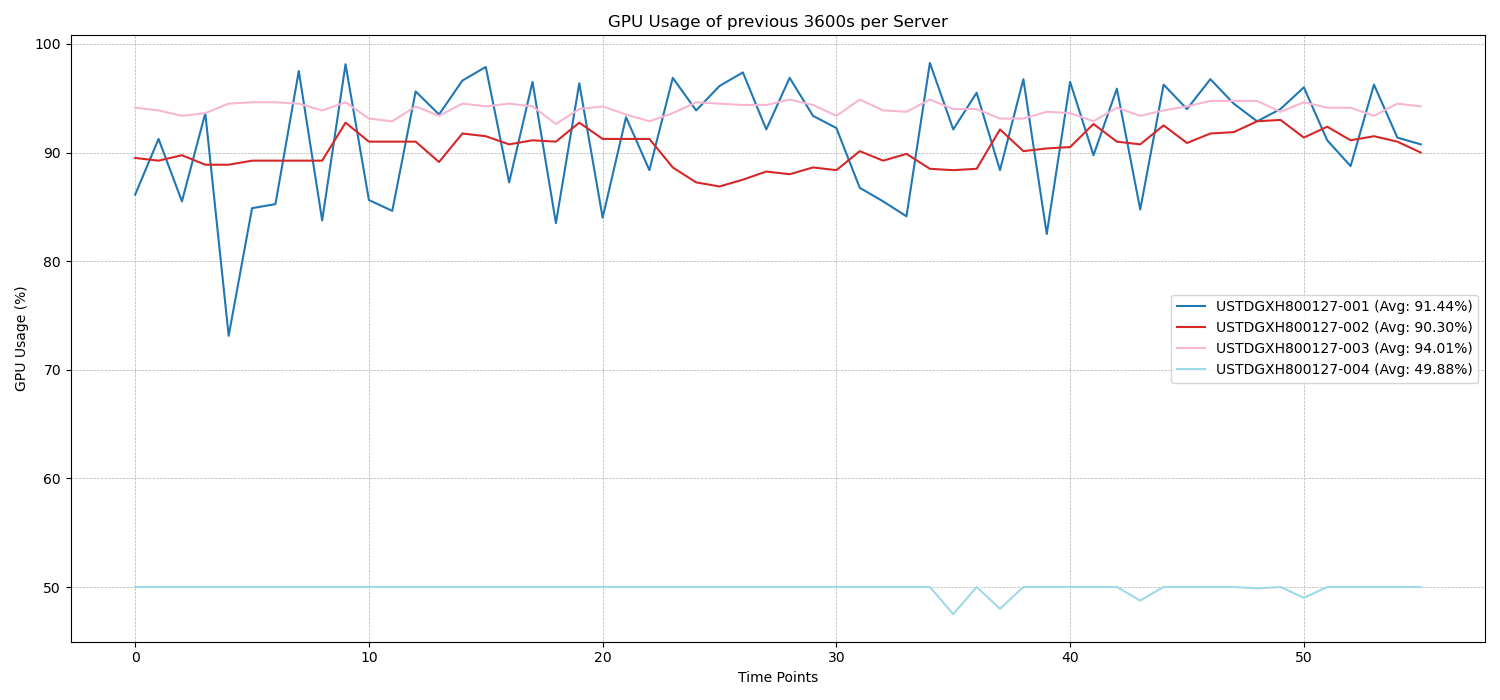 GPU Usage of previous 3600s per Server
GPU Usage (%)
100
90
80
70
60
50
USTDGXH800127-001 (Avg: 91.44%)
USTDGXH800127-002 (Avg: 90.30%)
USTDGXH800127-003 (Avg: 94.01%)
USTDGXH800127-004 (Avg: 49.88%)
0
10
20
30
40
50
Time Points